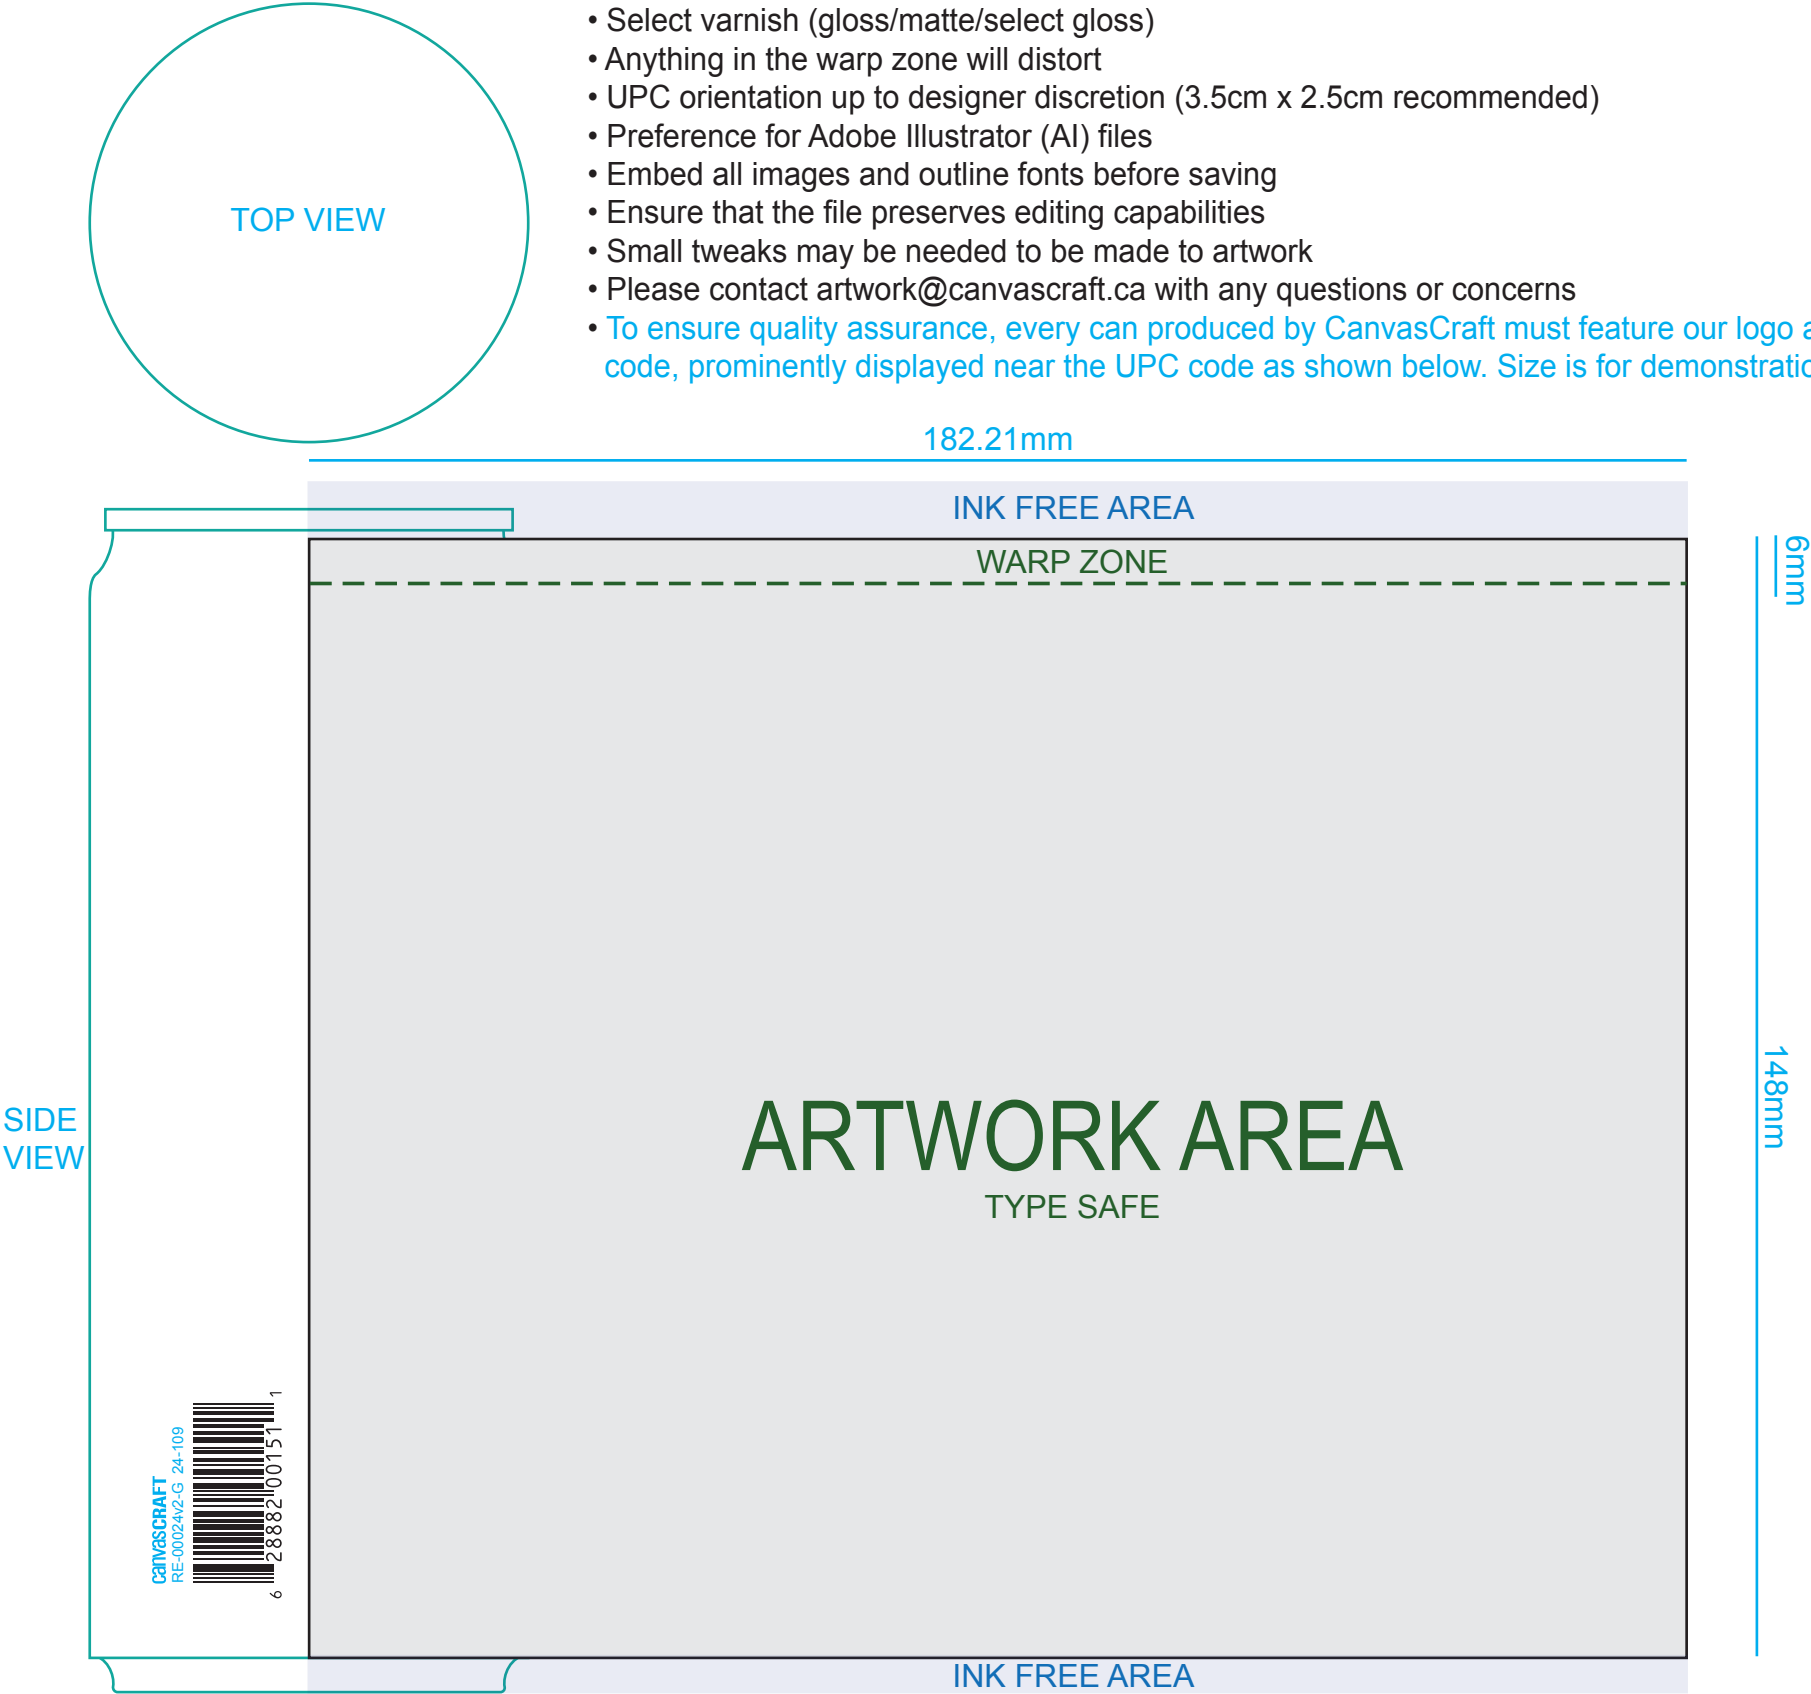 • Select varnish (gloss/matte/select gloss)
• Anything in the warp zone will distort
• UPC orientation up to designer discretion (3.5cm x 2.5cm recommended)
• Preference for Adobe Illustrator (AI) files
• Embed all images and outline fonts before saving
• Ensure that the file preserves editing capabilities
• Small tweaks may be needed to be made to artwork
• Please contact artwork@canvascraft.ca with any questions or concerns
• To ensure quality assurance, every can produced by CanvasCraft must feature our logo
code, prominently displayed near the UPC code as shown below. Size is for
TOP VIEW
182.21mm
INK FREE AREA
WARP ZONE
6mm
148mm
ARTWORK AREA
TYPE SAFE
SIDE
VIEW
canvasCRAFT
RE-00024v2-G 24-109
6 28882 00151 1
INK FREE AREA